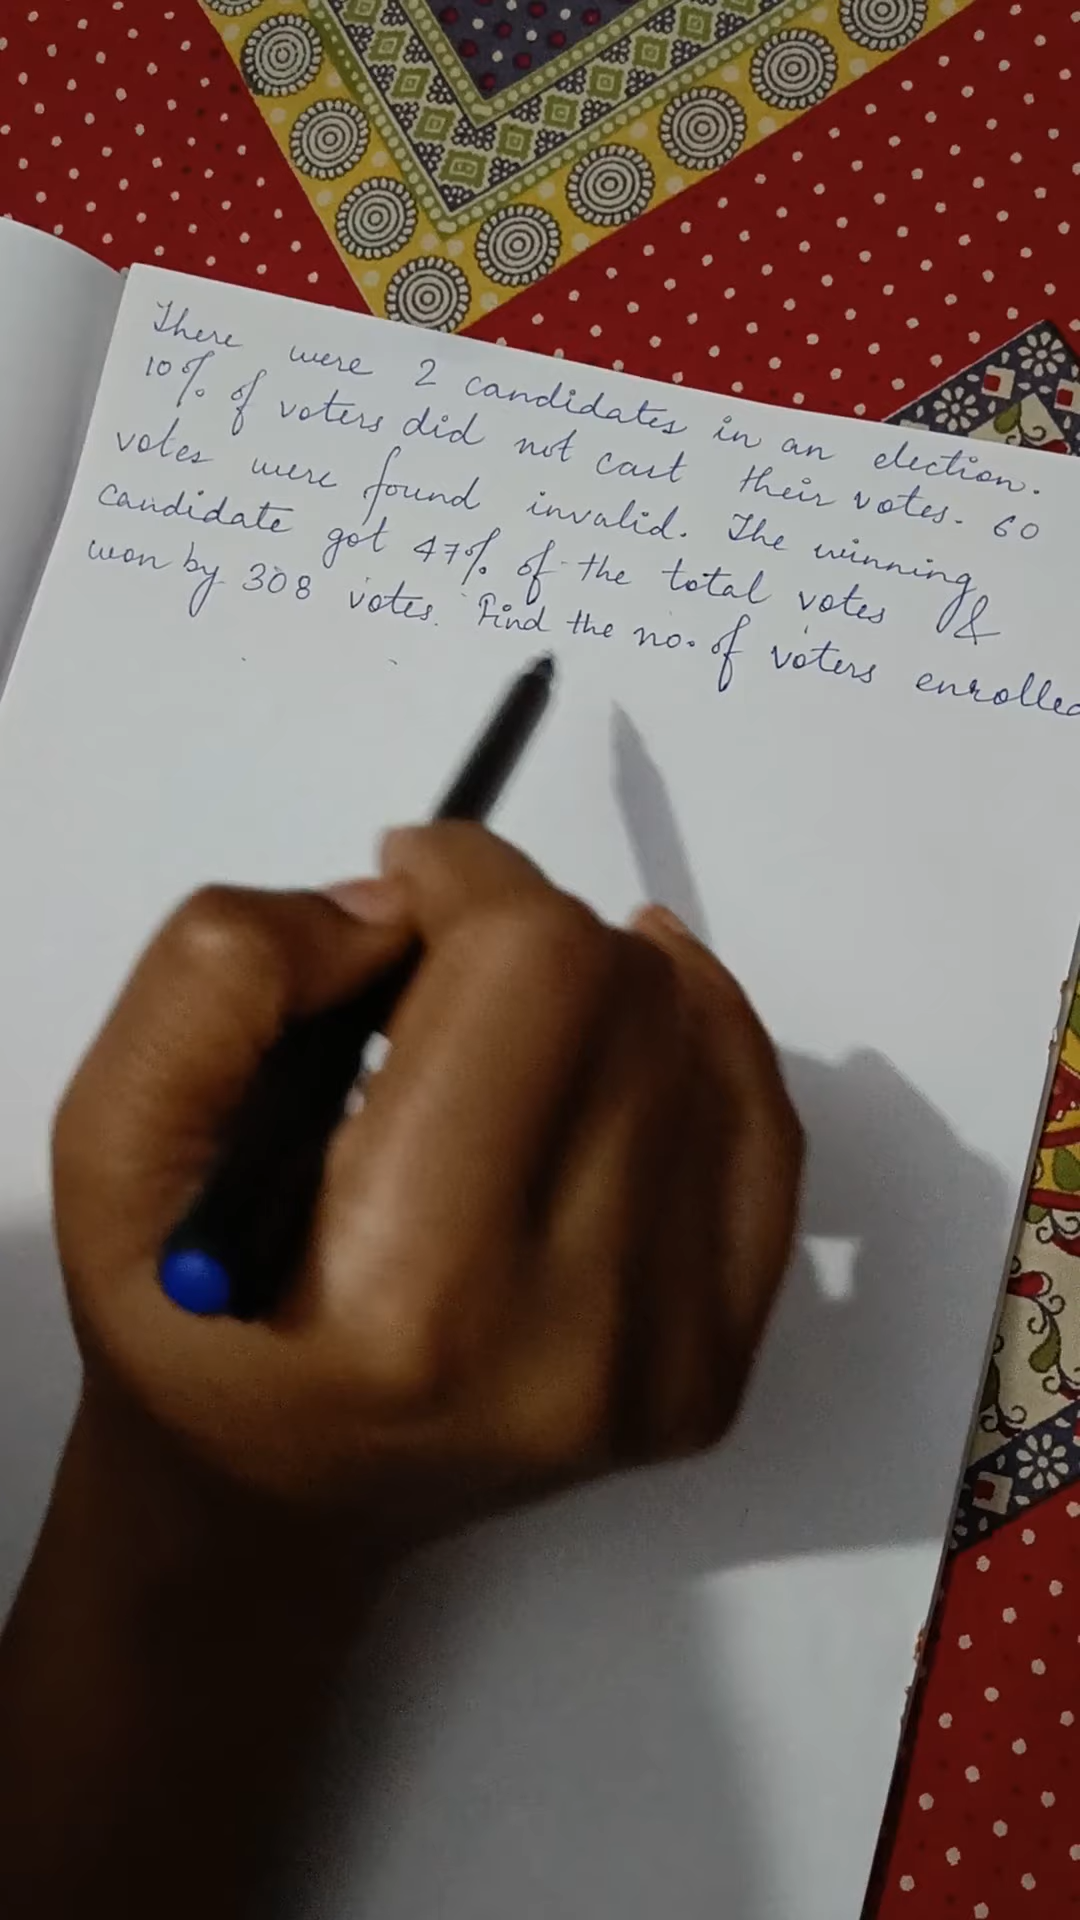 There were 2 candidates in an election.
10% of voters did not cast their votes. 60
votes were found invalid. The winning
candidate got 47% of the total votes &
won by 308 votes. Find the no. of voters enrolled